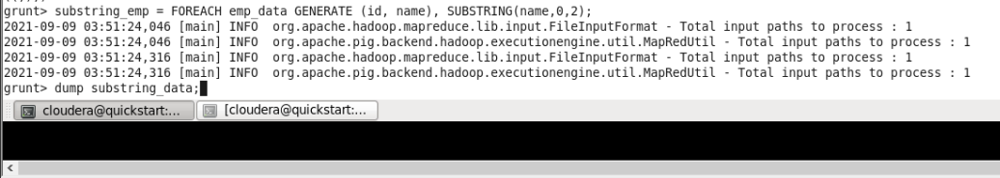 grunt> substring_emp = FOREACH emp_data GENERATE (id, name), SUBSTRING(name,0,2);
2021-09-09 03:51:24,046 [main] INFO  org.apache.hadoop.mapreduce.lib.input.FileInputFormat - Total input paths to process : 1
2021-09-09 03:51:24,046 [main] INFO  org.apache.pig.backend.hadoop.executionengine.util.MapRedUtil - Total input paths to process : 1
2021-09-09 03:51:24,316 [main] INFO  org.apache.hadoop.mapreduce.lib.input.FileInputFormat - Total input paths to process : 1
2021-09-09 03:51:24,316 [main] INFO  org.apache.pig.backend.hadoop.executionengine.util.MapRedUtil - Total input paths to process : 1
grunt> dump substring_data;
cloudera@quickstart:... [cloudera@quickstart:...